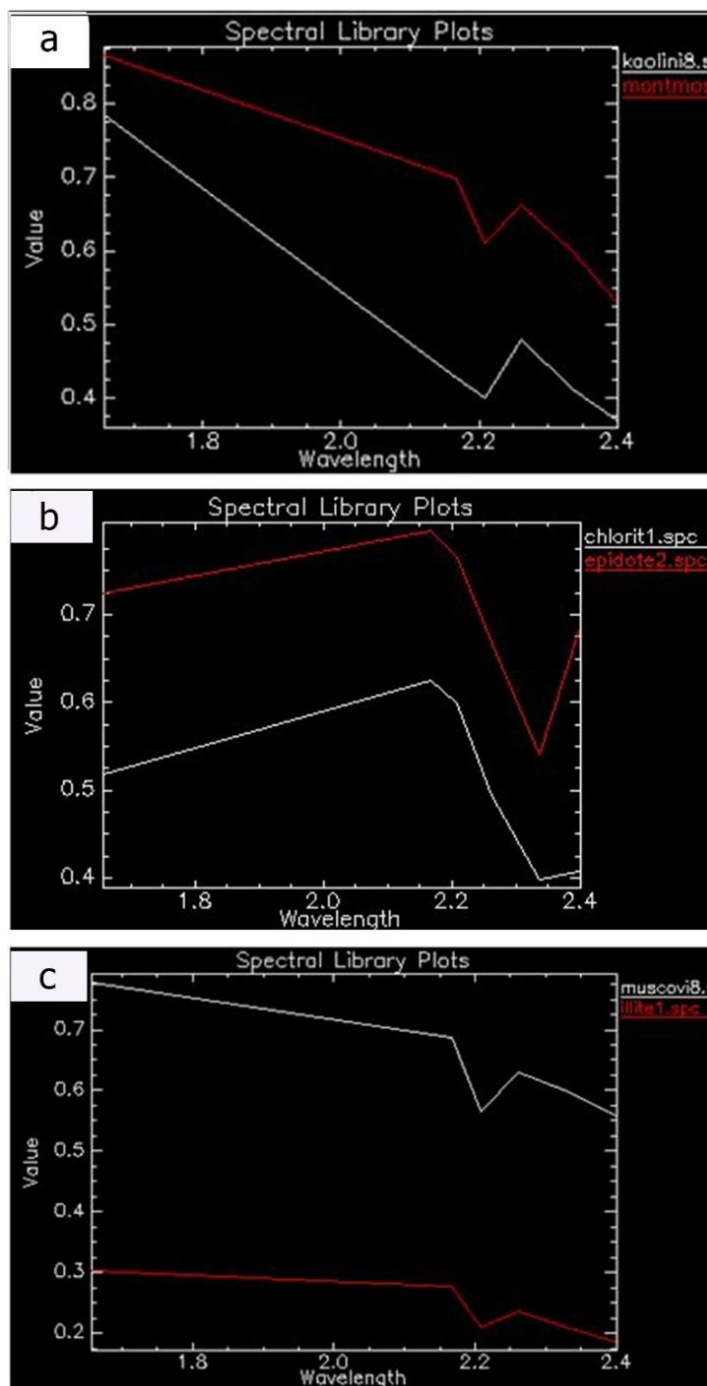 a
Spectral Library Plots
kaolini8.s
montmor
0.8
0.7
0.6
0.5
0.4
Value
1.8 2.0 2.2 2.4
Wavelength
b
Spectral Library Plots
chlorit1.spc
epidote2.spc
0.7
0.6
0.5
0.4
Value
1.8 2.0 2.2 2.4
Wavelength
c
Spectral Library Plots
muscovi8.s
illite1.spc
0.7
0.6
0.5
0.4
0.3
0.2
Value
1.8 2.0 2.2 2.4
Wavelength